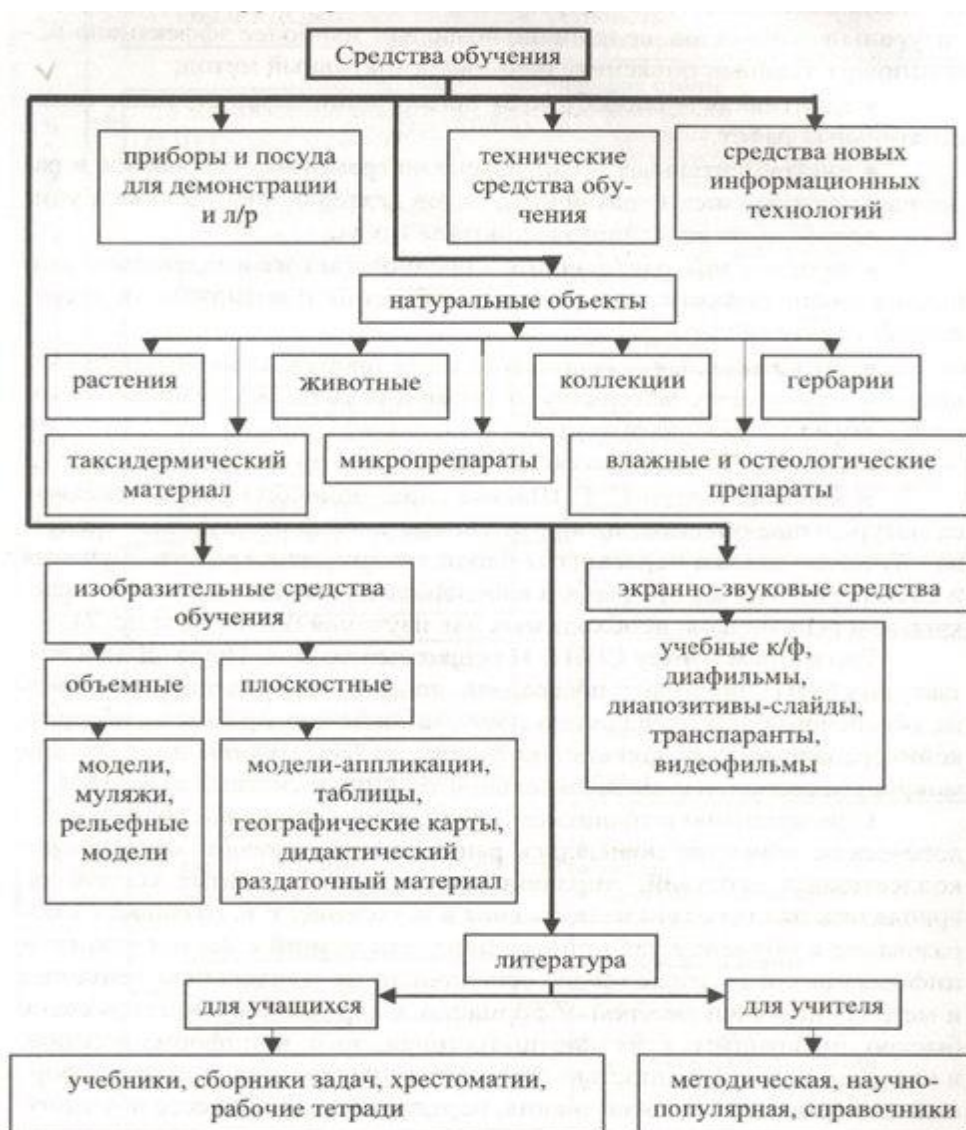 Средства обучения
приборы и посуда
для демонстрации
и л/р
технические
средства обу-
чения
средства новых
информационных
технологий
натуральные объекты
растения
животные
коллекции
гербарии
таксидермический
материал
микропрепараты
влажные и остеологические
препараты
изобразительные средства
обучения
экранно-звуковые средства
объемные
плоскостные
учебные к/ф,
диафильмы,
диапозитивы-слайды,
транспаранты,
видеофильмы
модели,
муляжи,
рельефные
модели
модели-аппликации,
таблицы,
географические карты,
дидактический
раздаточный материал
литература
для учащихся
для учителя
учебники, сборники задач, хрестоматии,
рабочие тетради
методическая, научно-
популярная, справочники